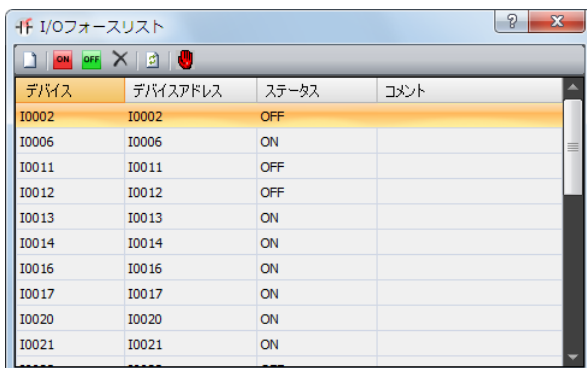 I/Oフォースリスト
ON OFF
デバイス デバイスアドレス ステータス コメント
I0002 I0002 OFF
I0006 I0006 ON
I0011 I0011 OFF
I0012 I0012 OFF
I0013 I0013 ON
I0014 I0014 ON
I0016 I0016 ON
I0017 I0017 ON
I0020 I0020 ON
I0021 I0021 ON